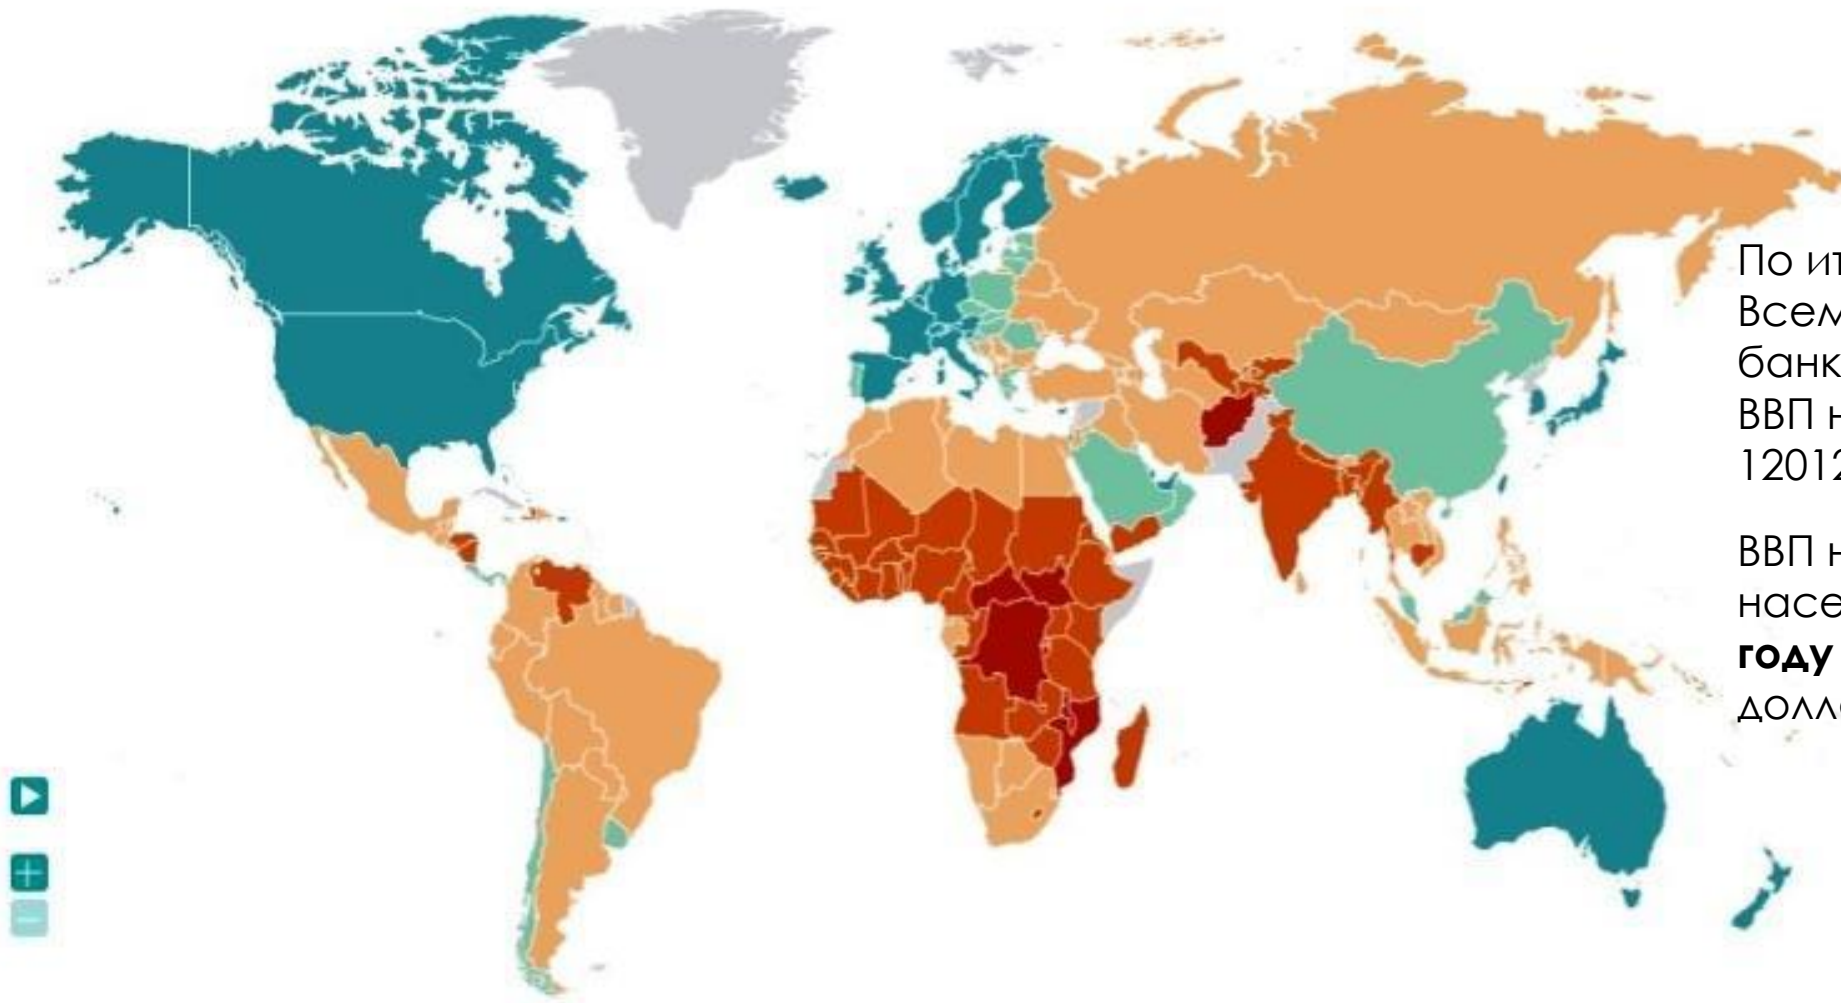 По ит
Всем
банк
ВВП н
12012
ВВП н
насе
году
долл